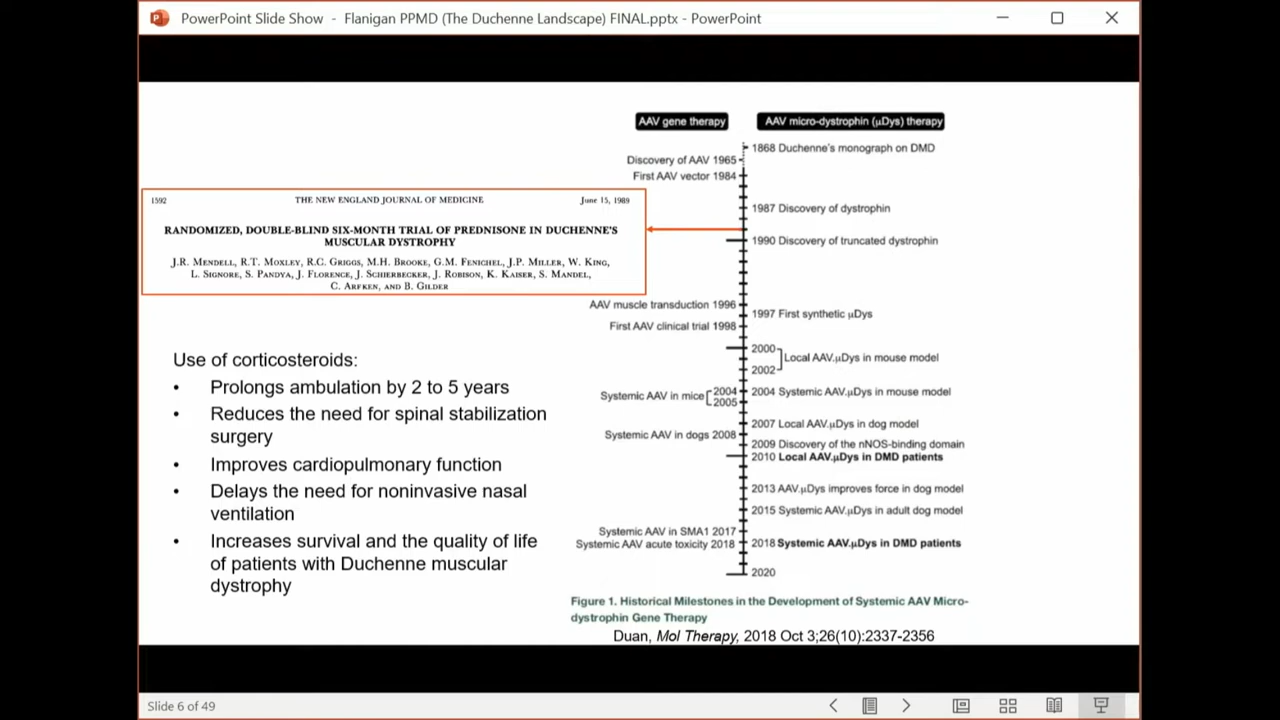 PowerPoint Slide Show - Flanigan PPMD (The Duchenne Landscape) FINAL.pptx - PowerPoint
AAV gene therapy
AAV micro-dystrophin (µDys) therapy
1868 Duchenne's monograph on DMD
Discovery of AAV 1965
First AAV vector 1984
1987 Discovery of dystrophin
1990 Discovery of truncated dystrophin
1592 THE NEW ENGLAND JOURNAL OF MEDICINE June 15, 1989
RANDOMIZED, DOUBLE-BLIND SIX-MONTH TRIAL OF PREDNISONE IN DUCHENNE'S
MUSCULAR DYSTROPHY
J.R. MENDELL, R.T. MOXLEY, R.C. GRIGGS, M.H. BROOKE, G.M. FENICHEL, J.P. MILLER, W. KING,
L. SIGNORE, S. PANDYA, J. FLORENCE, J. SCHIERBECKER, J. ROBISON, K. KAISER, S. MANDEL,
C. ARFKEN, AND B. GILDER
AAV muscle transduction 1996
1997 First synthetic µDys
First AAV clinical trial 1998
2000
Local AAV.µDys in mouse model
2002
Systemic AAV in mice
2004
2005
2004 Systemic AAV.µDys in mouse model
2007 Local AAV.µDys in dog model
Systemic AAV in dogs 2008
2009 Discovery of the nNOS-binding domain
2010 Local AAV.µDys in DMD patients
2013 AAV.µDys improves force in dog model
2015 Systemic AAV.µDys in adult dog model
Systemic AAV in SMA1 2017
Systemic AAV acute toxicity 2018
2018 Systemic AAV.µDys in DMD patients
2020
Use of corticosteroids:
• Prolongs ambulation by 2 to 5 years
• Reduces the need for spinal stabilization
surgery
• Improves cardiopulmonary function
• Delays the need for noninvasive nasal
ventilation
• Increases survival and the quality of life
of patients with Duchenne muscular
dystrophy
Figure 1. Historical Milestones in the Development of Systemic AAV Micro-
dystrophin Gene Therapy
Duan, Mol Therapy, 2018 Oct 3;26(10):2337-2356
Slide 6 of 49